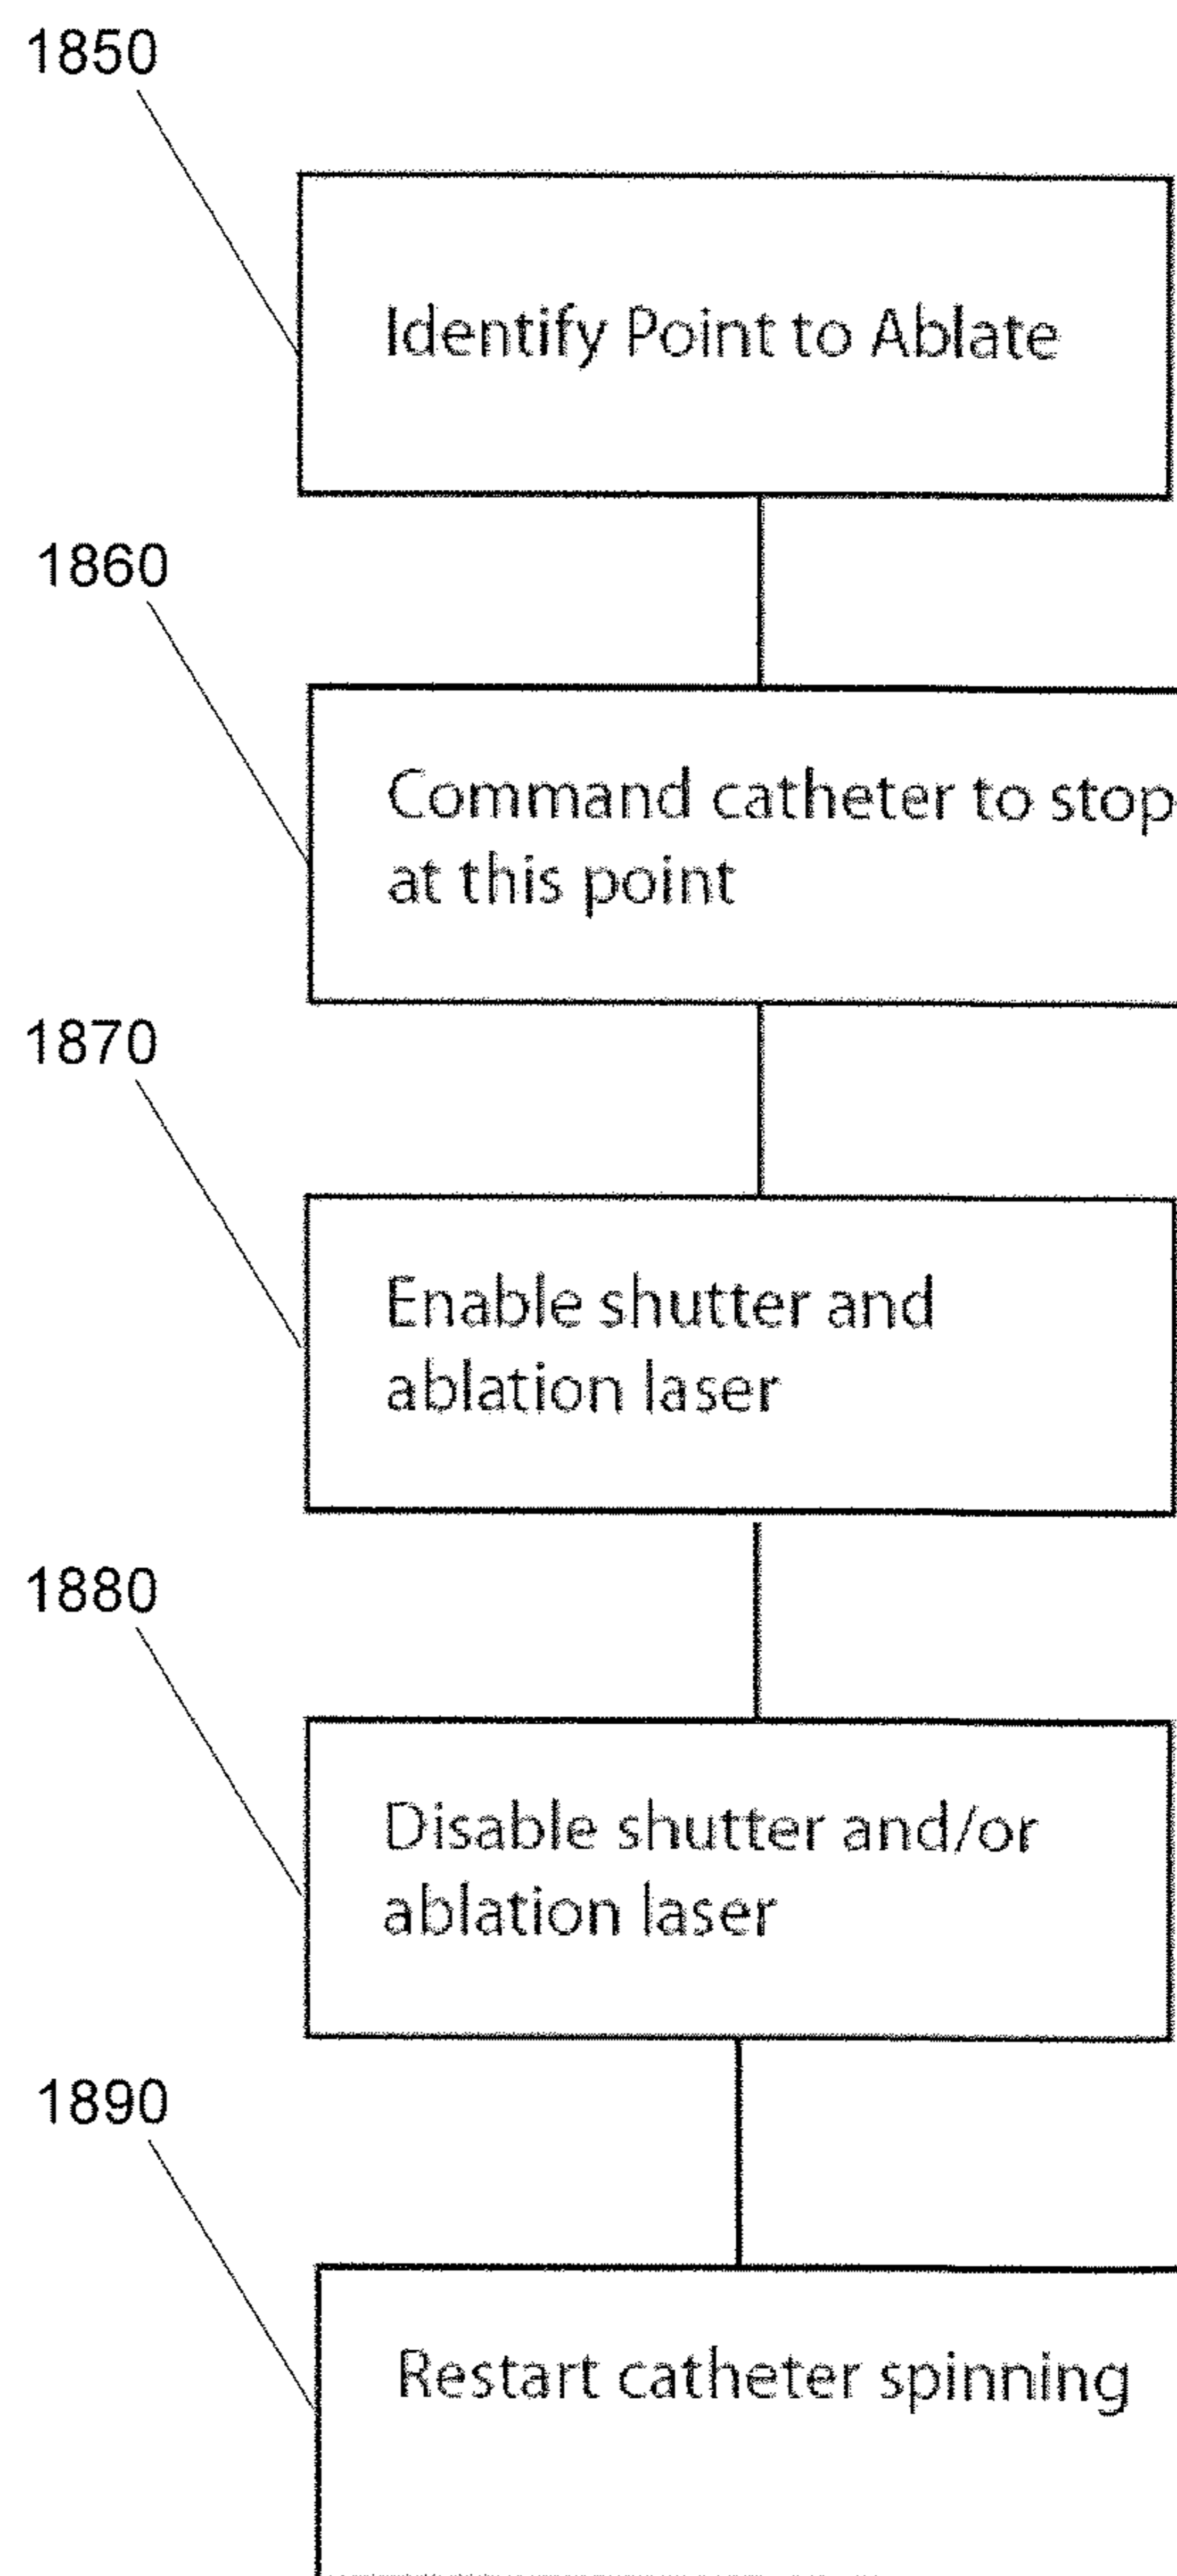 1850
Identify Point to Ablate
1860
Command catheter to stop
at this point
1870
Enable shutter and
ablation laser
1880
Disable shutter and/or
ablation laser
1890
Restart catheter spinning